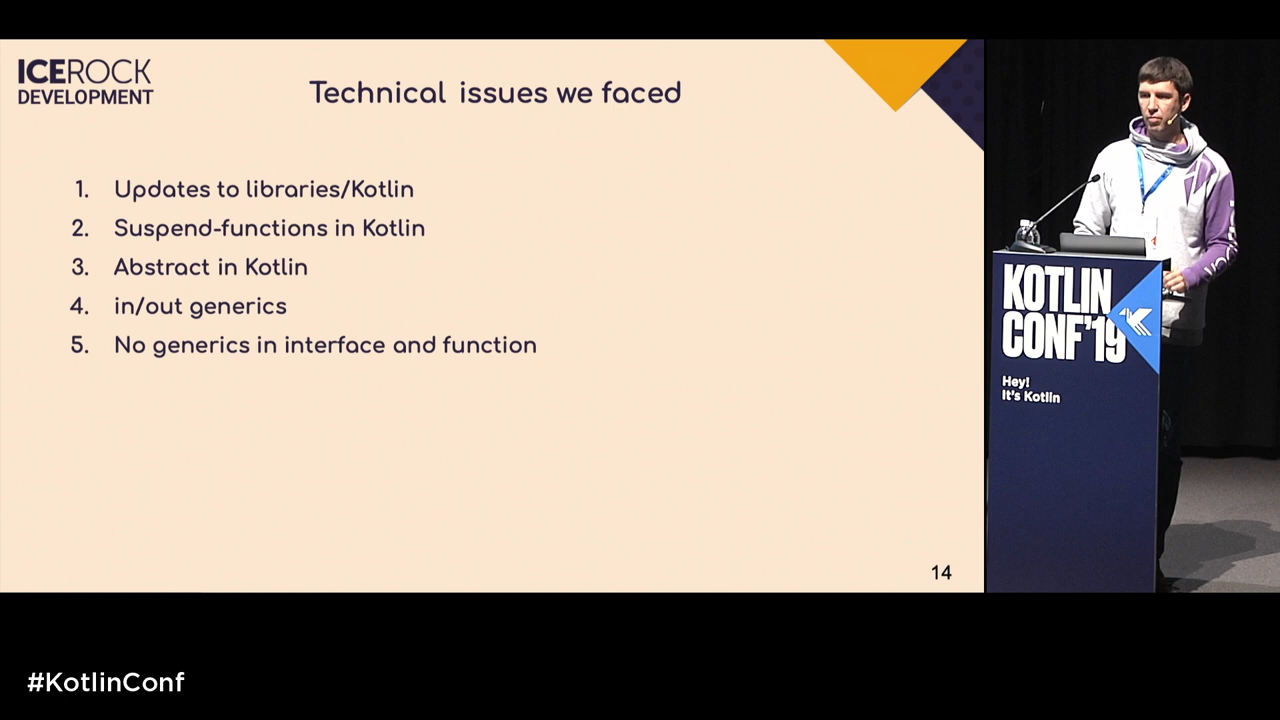 ICEROCK
DEVELOPMENT
Technical issues we faced
1. Updates to libraries/Kotlin
2. Suspend-functions in Kotlin
3. Abstract in Kotlin
4. in/out generics
5. No generics in interface and function
14
KOTLIN
CONF'19
Hey!
It's Kotlin
#KotlinConf